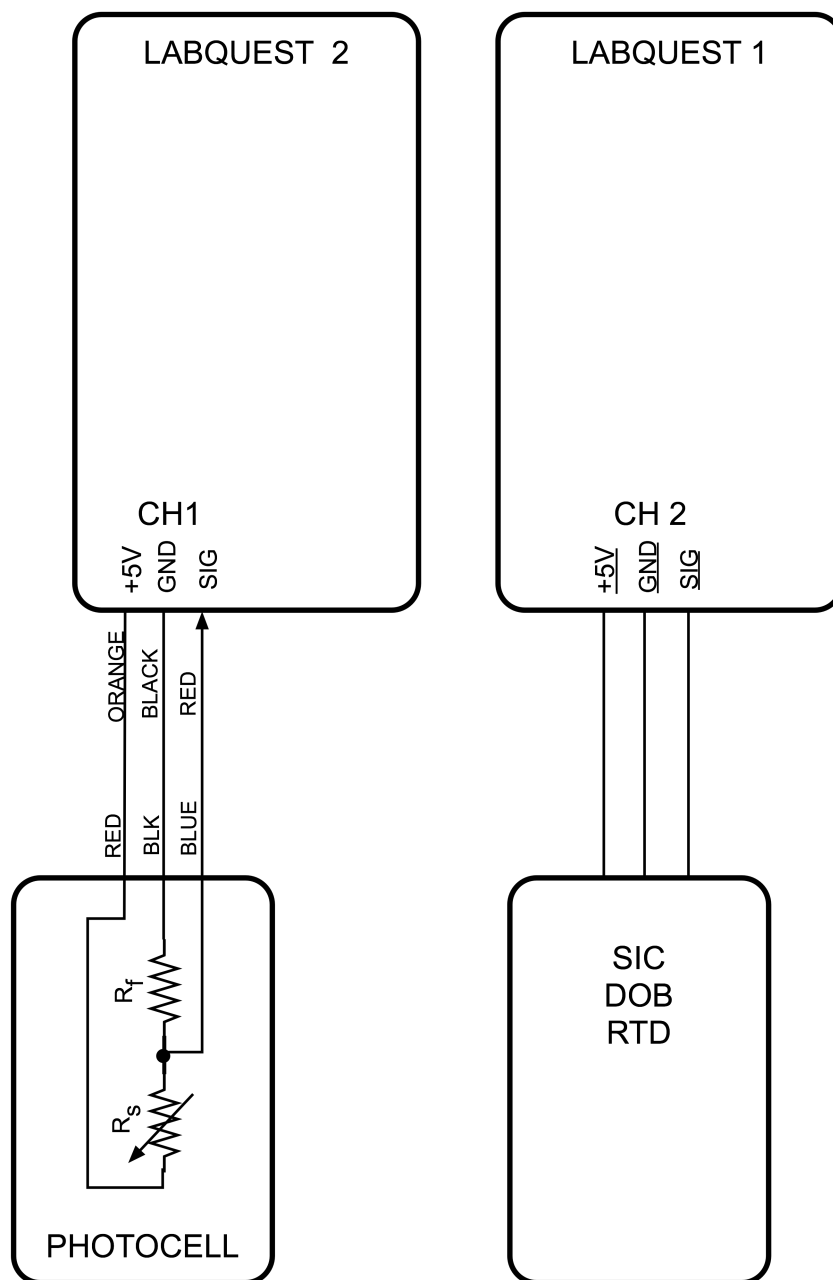 LABQUEST 2
CH1
+5V
GND
SIG
ORANGE
BLACK
RED
RED
BLK
BLUE
Rf
Rs
PHOTOCELL
LABQUEST 1
CH 2
+5V
GND
SIG
SIC
DOB
RTD